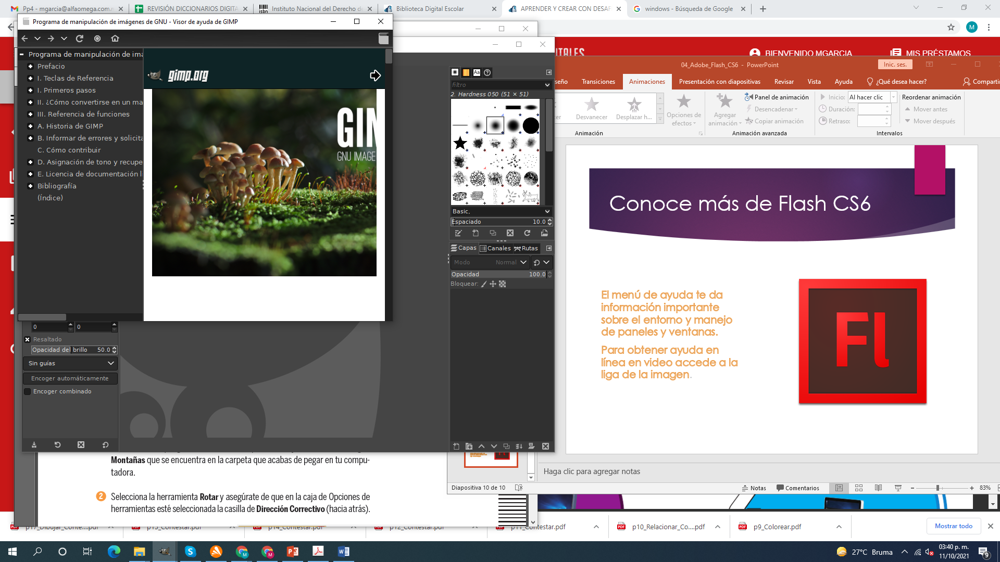 Pp4 - mgarcia@alfaomega.com.m
REVISIÓN DICCIONARIOS DIGITA
Instituto Nacional del Derecho d
Biblioteca Digital Escolar
APRENDER Y CREAR CON DESAF
windows - Búsqueda de Google
Programa de manipulación de imágenes de GNU - Visor de ayuda de GIMP
Programa de manipulación de ima
Prefacio
I. Teclas de Referencia
I. Primeros pasos
II. ¿Cómo convertirse en un ma
III. Referencia de funciones
A. Historia de GIMP
B. Informar de errores y solicita
C. Cómo contribuir
D. Asignación de tono y recupe
E. Licencia de documentación l
Bibliografía
(Índice)
gimp.org
GIM
GNU IMAGE
0
0
Resaltado
Opacidad del brillo 50.0
Sin guías
Encoger automáticamente
Encoger combinado
filtro
2. Hardness 050 (51 × 51)
Basic,
Espaciado 10.0
Capas
Canales
Rutas
Modo Normal
Opacidad 100.0
Bloquear:
ITALES
BIENVENIDO MGARCIA
MIS PRÉSTAMOS
04_Adobe_Flash_CS6 - PowerPoint
Inic. ses.
seño
Transiciones
Animaciones
Presentación con diapositivas
Revisar
Vista
Ayuda
¿Qué desea hacer?
Comparti
cer
Desvanecer
Desplazar h...
Opciones de
efectos
Agregar
animación
Panel de animación
Desencadenar
Copiar animación
Inicio: Al hacer clic
Duración:
Retraso:
Reordenar animación
Mover antes
Mover después
Animación
Animación avanzada
Intervalos
Conoce más de Flash CS6
El menú de ayuda te da
información importante
sobre el entorno y manejo
de paneles y ventanas.
Para obtener ayuda en
línea en video accede a la
liga de la imagen.
Fl
Haga clic para agregar notas
Diapositiva 10 de 10
Notas
Comentarios
83%
Montañas que se encuentra en la carpeta que acabas de pegar en tu compu-
tadora.
2 Selecciona la herramienta Rotar y asegúrate de que en la caja de Opciones de
herramientas esté seleccionada la casilla de Dirección Correctivo (hacia atrás).
p17_Dibujar_Conte....pdf
p15_Contestar.pdf
p14_Contestar.pdf
p12_Contestar.pdf
p11_Contestar.pdf
p10_Relacionar_Co....pdf
p9_Colorear.pdf
Mostrar todo
27°C Bruma
03:40 p. m.
11/10/2021
9